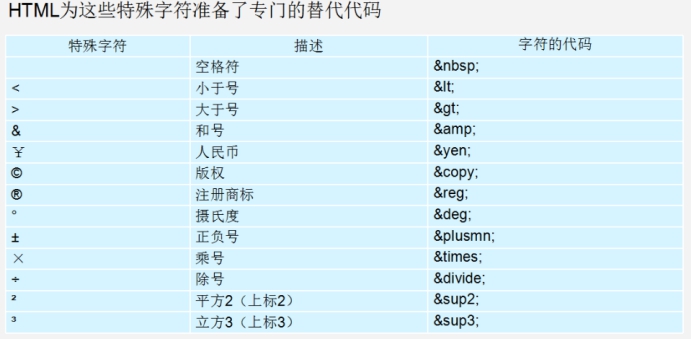 HTML为这些特殊字符准备了专门的替代代码
特殊字符 描述 字符的代码
空格符 &nbsp;
< 小于号 &lt;
> 大于号 &gt;
& 和号 &amp;
¥ 人民币 &yen;
© 版权 &copy;
® 注册商标 &reg;
° 摄氏度 &deg;
± 正负号 &plusmn;
× 乘号 &times;
÷ 除号 &divide;
² 平方2（上标2） &sup2;
³ 立方3（上标3） &sup3;